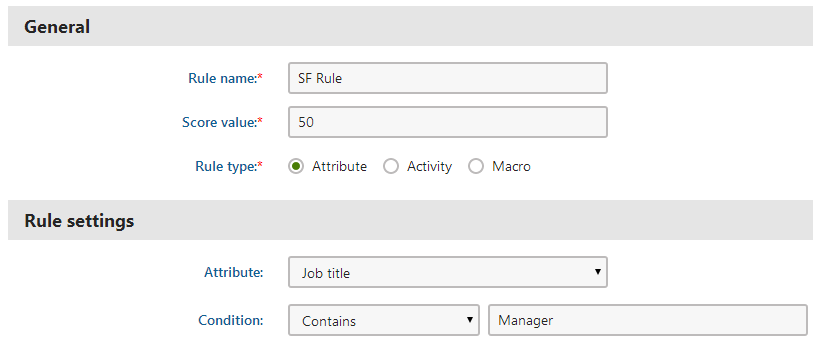 General
Rule name:* SF Rule
Score value:* 50
Rule type:* Attribute Activity Macro
Rule settings
Attribute: Job title
Condition: Contains Manager